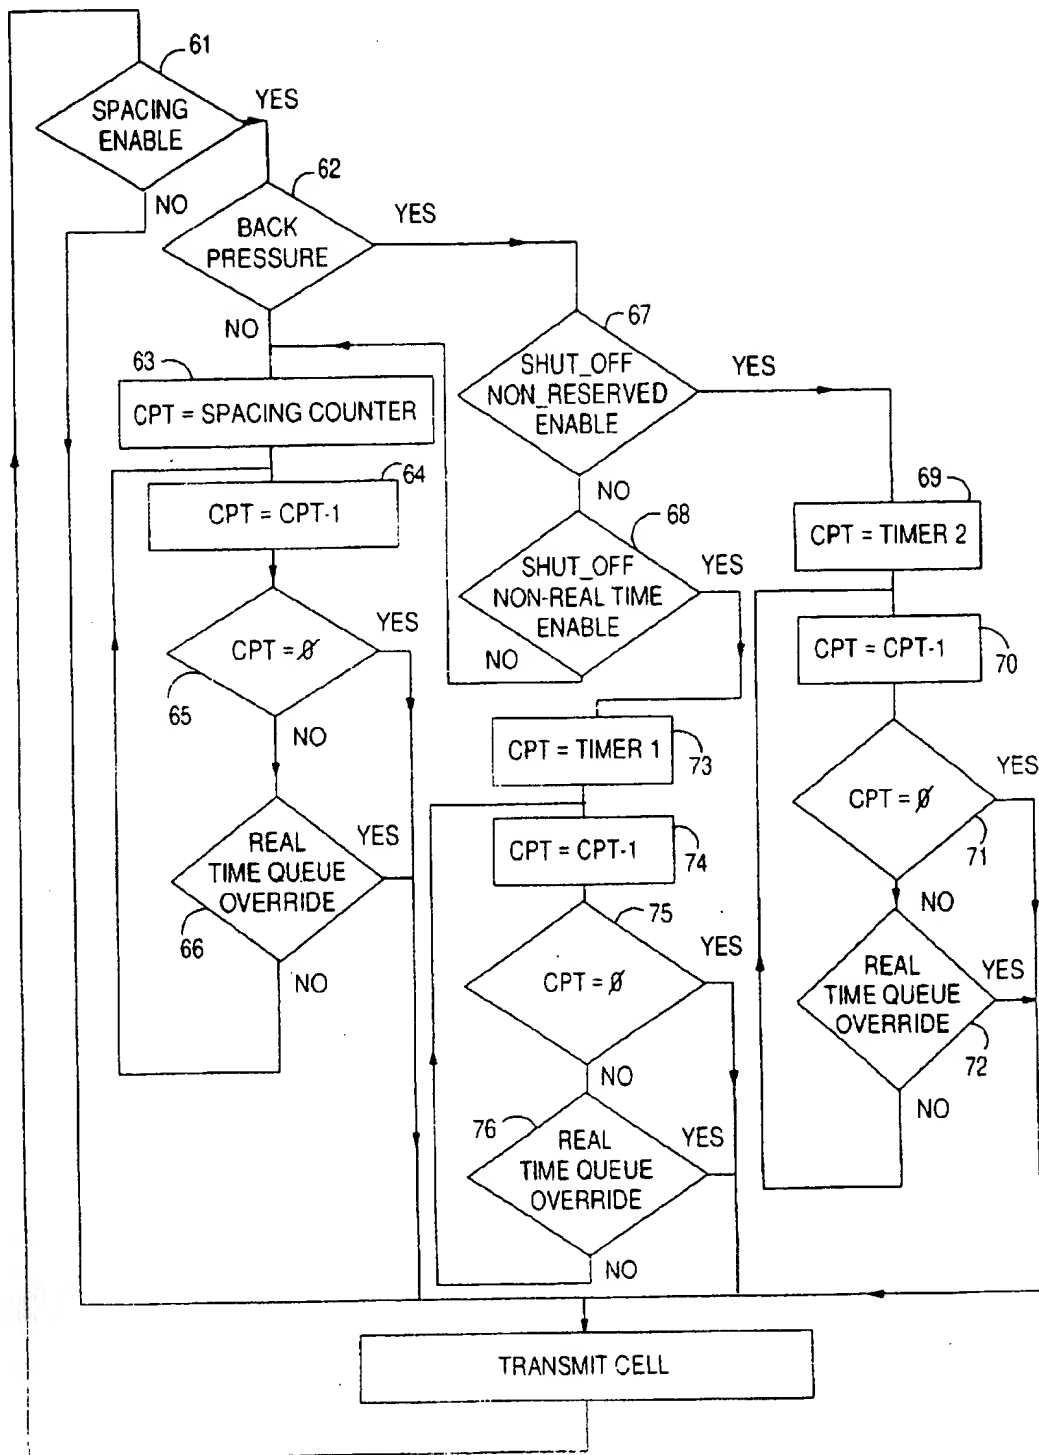 61
SPACING
ENABLE
YES
NO
62
BACK
PRESSURE
YES
NO
63
CPT = SPACING COUNTER
64
CPT = CPT-1
CPT = Ø
YES
65
NO
REAL
TIME QUEUE
OVERRIDE
YES
66
NO
67
SHUT_OFF
NON_RESERVED
ENABLE
YES
NO
68
SHUT_OFF
NON-REAL TIME
ENABLE
YES
NO
69
CPT = TIMER 2
CPT = CPT-1
70
CPT = Ø
YES
71
NO
REAL
TIME QUEUE
OVERRIDE
YES
72
NO
CPT = TIMER 1
73
CPT = CPT-1
74
75
CPT = Ø
YES
NO
76
REAL
TIME QUEUE
OVERRIDE
YES
NO
TRANSMIT CELL